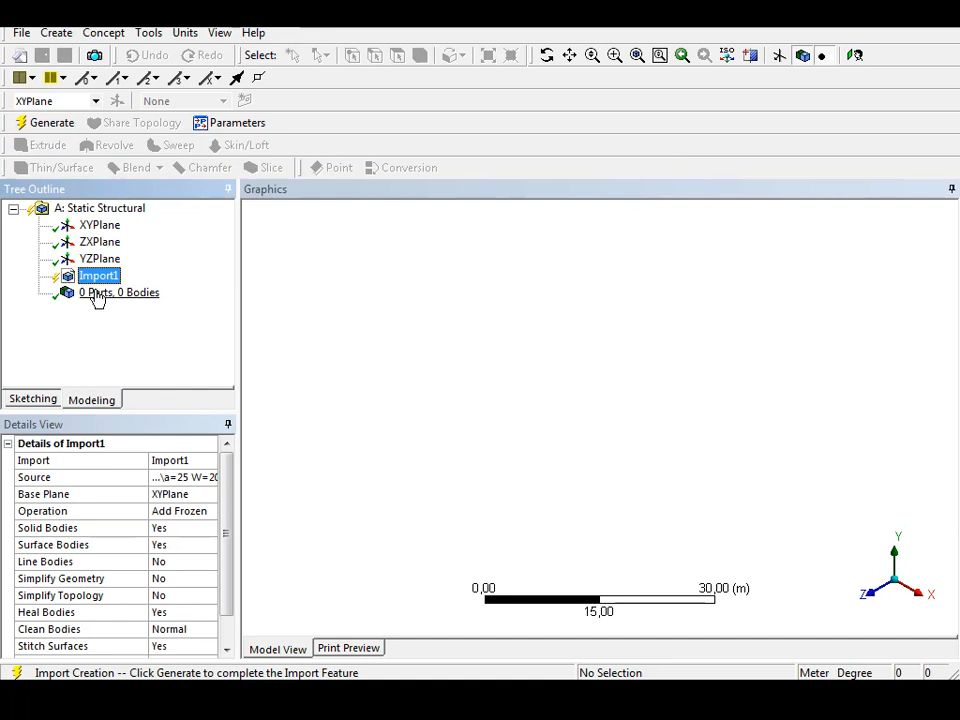 File Create Concept Tools Units View Help
Undo Redo Select: ISO
XYPlane None
Generate Share Topology Parameters
Extrude Revolve Sweep Skin/Loft
Thin/Surface Blend Chamfer Slice Point Conversion
Tree Outline
A: Static Structural
XYPlane
ZXPlane
YZPlane
Import1
0 Parts, 0 Bodies
Sketching Modeling
Details View
Details of Import1
Import Import1
Source ...\a=25 W=20
Base Plane XYPlane
Operation Add Frozen
Solid Bodies Yes
Surface Bodies Yes
Line Bodies No
Simplify Geometry No
Simplify Topology No
Heal Bodies Yes
Clean Bodies Normal
Stitch Surfaces Yes
Graphics
0,00 30,00 (m)
15,00
Y
Z X
Model View Print Preview
Import Creation -- Click Generate to complete the Import Feature No Selection Meter Degree 0 0